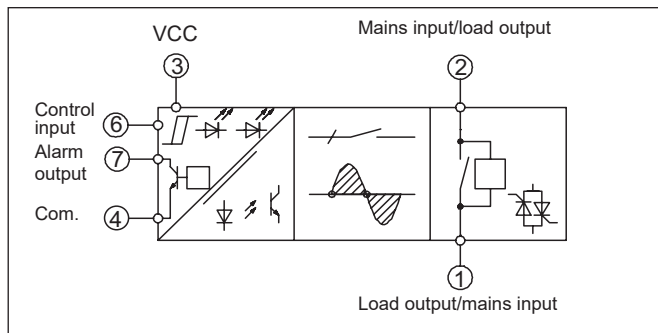 VCC
Mains input/load output
3
2
Control
input
6
Alarm
output
7
Com.
4
1
Load output/mains input